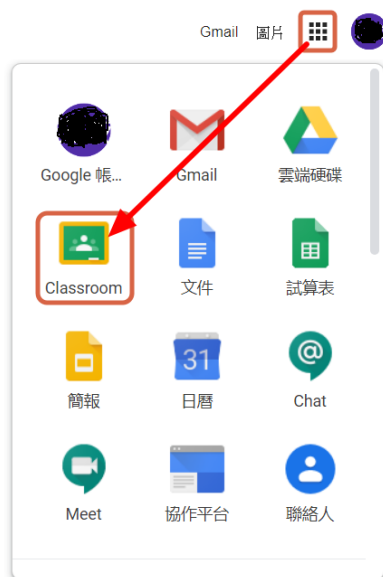 Gmail 圖片
Google 帳... Gmail 雲端硬碟
Classroom 文件 試算表
31
簡報 日曆 Chat
Meet 協作平台 聯絡人